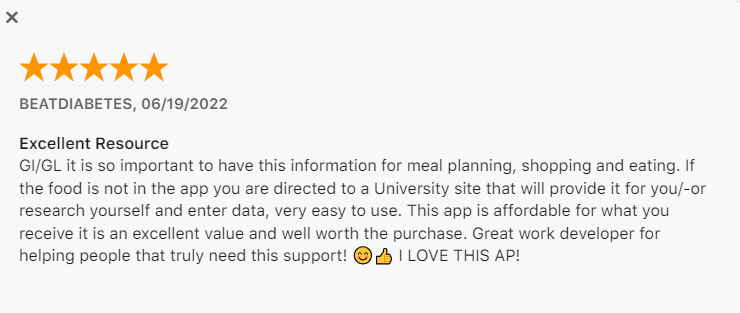 BEATDIABETES, 06/19/2022
Excellent Resource
GI/GL it is so important to have this information for meal planning, shopping and eating. If
the food is not in the app you are directed to a University site that will provide it for you/-or
research yourself and enter data, very easy to use. This app is affordable for what you
receive it is an excellent value and well worth the purchase. Great work developer for
helping people that truly need this support! 😊👍 I LOVE THIS AP!